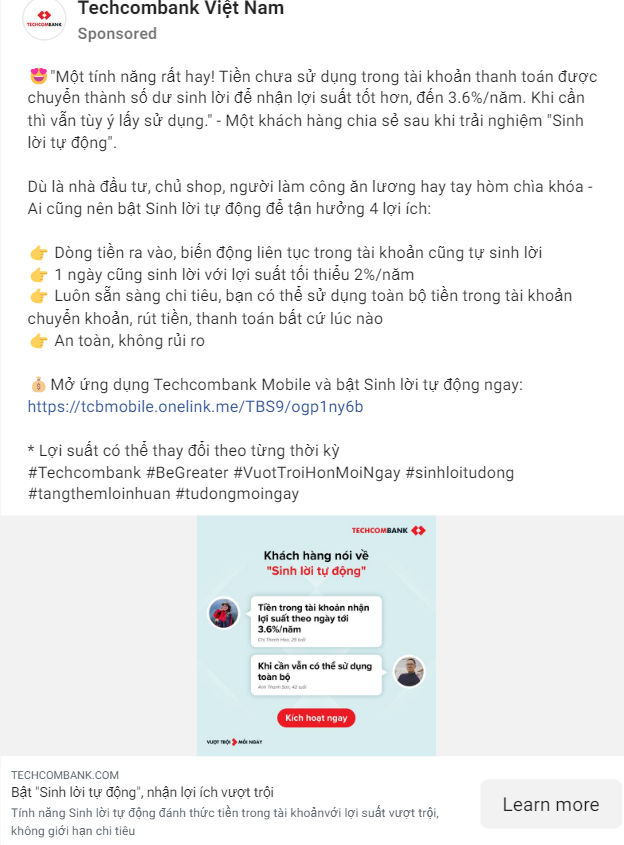 TECHCOMBANK
Techcombank Việt Nam
Sponsored
😍"Một tính năng rất hay! Tiền chưa sử dụng trong tài khoản thanh toán được
chuyển thành số dư sinh lời để nhận lợi suất tốt hơn, đến 3.6%/năm. Khi cần
thì vẫn tùy ý lấy sử dụng." - Một khách hàng chia sẻ sau khi trải nghiệm "Sinh
lời tự động".
Dù là nhà đầu tư, chủ shop, người làm công ăn lương hay tay hòm chìa khóa -
Ai cũng nên bật Sinh lời tự động để tận hưởng 4 lợi ích:
👉 Dòng tiền ra vào, biến động liên tục trong tài khoản cũng tự sinh lời
👉 1 ngày cũng sinh lời với lợi suất tối thiểu 2%/năm
👉 Luôn sẵn sàng chi tiêu, bạn có thể sử dụng toàn bộ tiền trong tài khoản
chuyển khoản, rút tiền, thanh toán bất cứ lúc nào
👉 An toàn, không rủi ro
💰Mở ứng dụng Techcombank Mobile và bật Sinh lời tự động ngay:
https://tcbmobile.onelink.me/TBS9/ogp1ny6b
* Lợi suất có thể thay đổi theo từng thời kỳ
#Techcombank #BeGreater #VuotTroiHonMoiNgay #sinhloitudong
#tangthemloinhuan #tudongmoingay
TECHCOMBANK
Khách hàng nói về
"Sinh lời tự động"
Tiền trong tài khoản nhận
lợi suất theo ngày tới
3.6%/năm
Khi cần vẫn có thể sử dụng
toàn bộ
Kích hoạt ngay
VƯỢT TRỘI MỖI NGÀY
TECHCOMBANK.COM
Bật "Sinh lời tự động", nhận lợi ích vượt trội
Tính năng Sinh lời tự động đánh thức tiền trong tài khoảnvới lợi suất vượt trội,
không giới hạn chi tiêu
Learn more